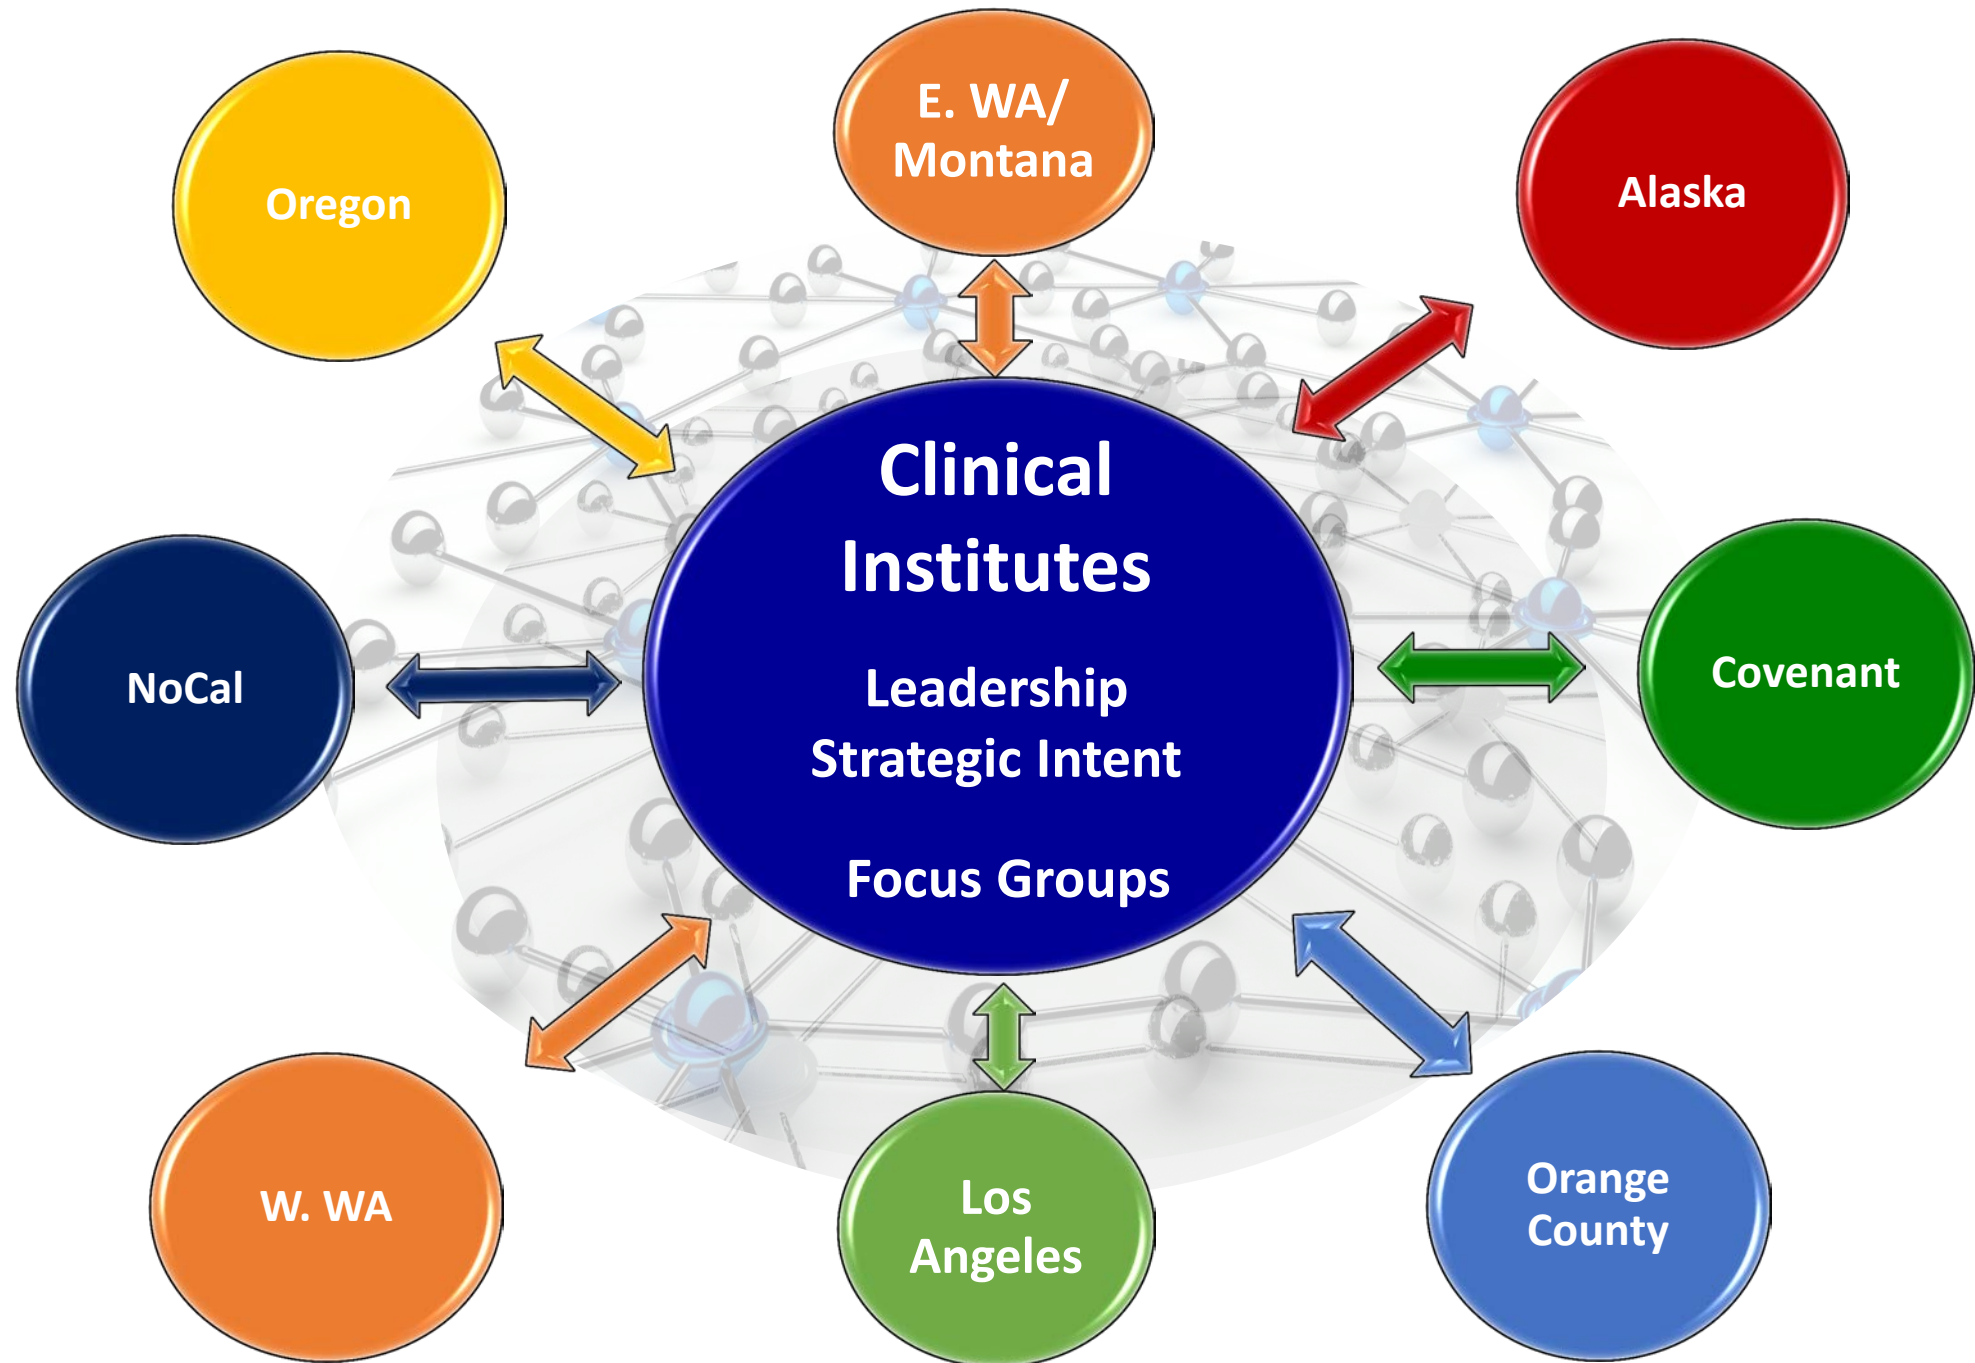 E. WA/
Montana
Oregon
Alaska
Clinical
Institutes
Leadership
Strategic Intent
Focus Groups
NoCal
Covenant
W. WA
Los
Angeles
Orange
County